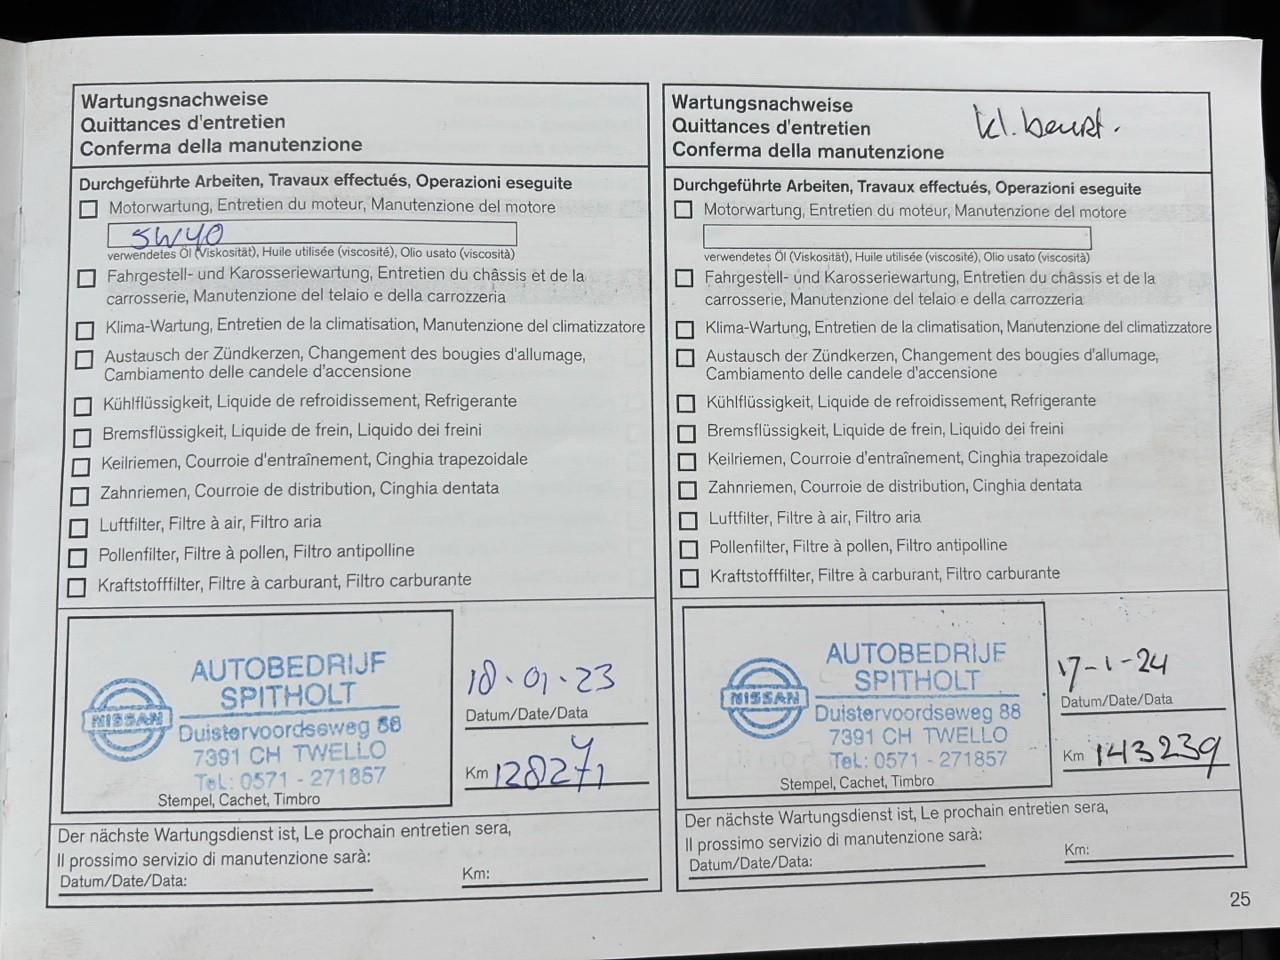 Wartungsnachweise
Quittances d'entretien
Conferma della manutenzione
Durchgeführte Arbeiten, Travaux effectués, Operazioni eseguite
Motorwartung, Entretien du moteur, Manutenzione del motore
5W40
verwendetes Öl (Viskosität), Huile utilisée (viscosité), Olio usato (viscosità)
Fahrgestell- und Karosseriewartung, Entretien du châssis et de la
carrosserie, Manutenzione del telaio e della carrozzeria
Klima-Wartung, Entretien de la climatisation, Manutenzione del climatizzatore
Austausch der Zündkerzen, Changement des bougies d'allumage,
Cambiamento delle candele d'accensione
Kühlflüssigkeit, Liquide de refroidissement, Refrigerante
Bremsflüssigkeit, Liquide de frein, Liquido dei freini
Keilriemen, Courroie d'entraînement, Cinghia trapezoidale
Zahnriemen, Courroie de distribution, Cinghia dentata
Luftfilter, Filtre à air, Filtro aria
Pollenfilter, Filtre à pollen, Filtro antipolline
Kraftstofffilter, Filtre à carburant, Filtro carburante
AUTOBEDRIJF
SPITHOLT
NISSAN
Duistervoordseweg 88
7391 CH TWELLO
Tel.: 0571 - 271857
Stempel, Cachet, Timbro
18-01-23
Datum/Date/Data
Km 128271
Der nächste Wartungsdienst ist, Le prochain entretien sera,
Il prossimo servizio di manutenzione sarà:
Datum/Date/Data:
Km:
Wartungsnachweise
Quittances d'entretien
Conferma della manutenzione
kl. beurt.
Durchgeführte Arbeiten, Travaux effectués, Operazioni eseguite
Motorwartung, Entretien du moteur, Manutenzione del motore
verwendetes Öl (Viskosität), Huile utilisée (viscosité), Olio usato (viscosità)
Fahrgestell- und Karosseriewartung, Entretien du châssis et de la
carrosserie, Manutenzione del telaio e della carrozzeria
Klima-Wartung, Entretien de la climatisation, Manutenzione del climatizzatore
Austausch der Zündkerzen, Changement des bougies d'allumage,
Cambiamento delle candele d'accensione
Kühlflüssigkeit, Liquide de refroidissement, Refrigerante
Bremsflüssigkeit, Liquide de frein, Liquido dei freini
Keilriemen, Courroie d'entraînement, Cinghia trapezoidale
Zahnriemen, Courroie de distribution, Cinghia dentata
Luftfilter, Filtre à air, Filtro aria
Pollenfilter, Filtre à pollen, Filtro antipolline
Kraftstofffilter, Filtre à carburant, Filtro carburante
AUTOBEDRIJF
SPITHOLT
NISSAN
Duistervoordseweg 88
7391 CH TWELLO
Tel.: 0571 - 271857
Stempel, Cachet, Timbro
17-1-24
Datum/Date/Data
Km 143239
Der nächste Wartungsdienst ist, Le prochain entretien sera,
Il prossimo servizio di manutenzione sarà:
Datum/Date/Data:
Km:
25